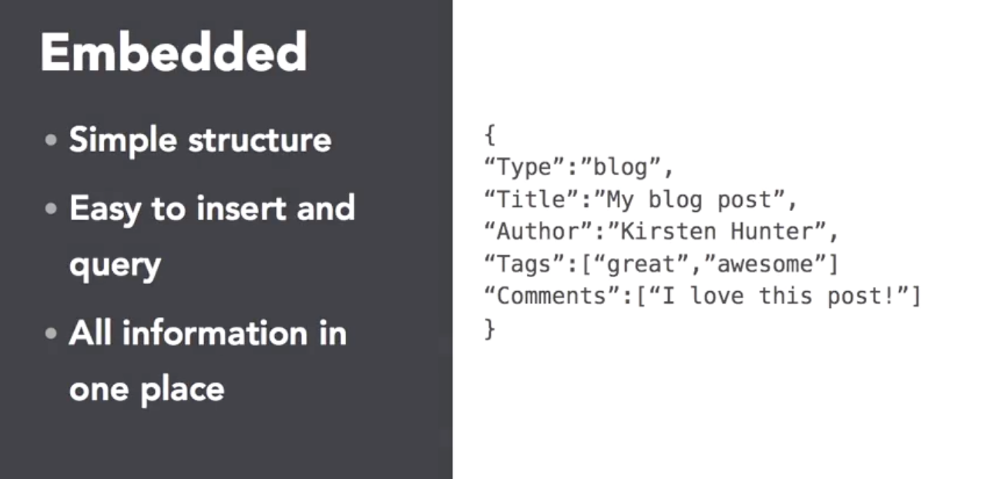 Embedded
• Simple structure
• Easy to insert and
query
• All information in
one place
{
“Type”:”blog”,
“Title”:”My blog post”,
“Author”:”Kirsten Hunter”,
“Tags”:[“great”,”awesome”]
“Comments”:[“I love this post!”]
}